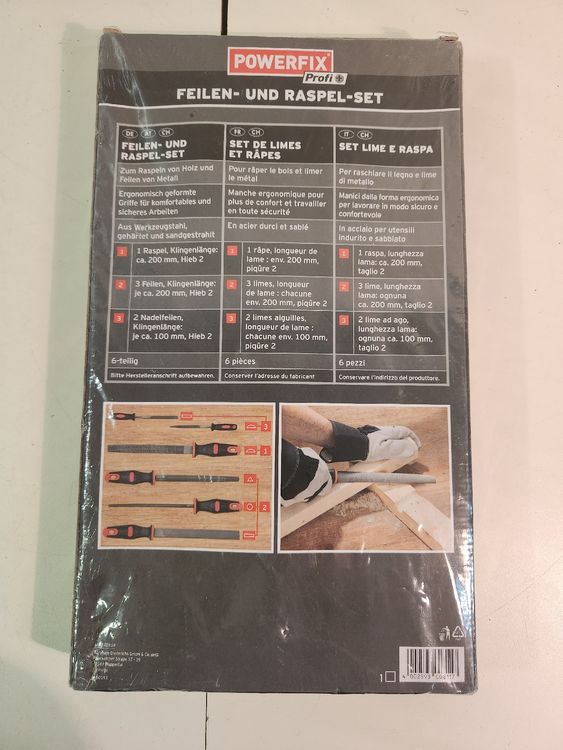 POWERFIX
Profi +
FEILEN- UND RASPEL-SET
DE AT CH
FEILEN- UND
RASPEL-SET
Zum Raspeln von Holz und
Feilen von Metall
Ergonomisch geformte
Griffe für komfortables und
sicheres Arbeiten
Aus Werkzeugstahl,
gehärtet und sandgestrahlt
1 1 Raspel, Klingenlänge:
ca. 200 mm, Hieb 2
2 3 Feilen, Klingenlänge:
je ca. 200 mm, Hieb 2
3 2 Nadelfeilen,
Klingenlänge:
je ca. 100 mm, Hieb 2
6-teilig
Bitte Herstelleranschrift aufbewahren.
FR CH
SET DE LIMES
ET RÂPES
Pour râper le bois et limer
le métal
Manche ergonomique pour
plus de confort et travailler
en toute sécurité
En acier durci et sablé
1 1 râpe, longueur de
lame : env. 200 mm,
piqûre 2
2 3 limes, longueur
de lame : chacune
env. 200 mm, piqûre 2
3 2 limes aiguilles,
longueur de lame :
chacune env. 100 mm,
piqûre 2
6 pièces
Conserver l'adresse du fabricant
IT CH
SET LIME E RASPA
Per raschiare il legno e lime
di metallo
Manici dalla forma ergonomica
per lavorare in modo sicuro e
confortevole
In acciaio per utensili
indurito e sabbiato
1 1 raspa, lunghezza
lama: ca. 200 mm,
taglio 2
2 3 lime, lunghezza
lama: ognuna
ca. 200 mm, taglio 2
3 2 lime ad ago,
lunghezza lama:
ognuna ca. 100 mm,
taglio 2
6 pezzi
Conservare l'indirizzo del produttore.
3
1
2
1